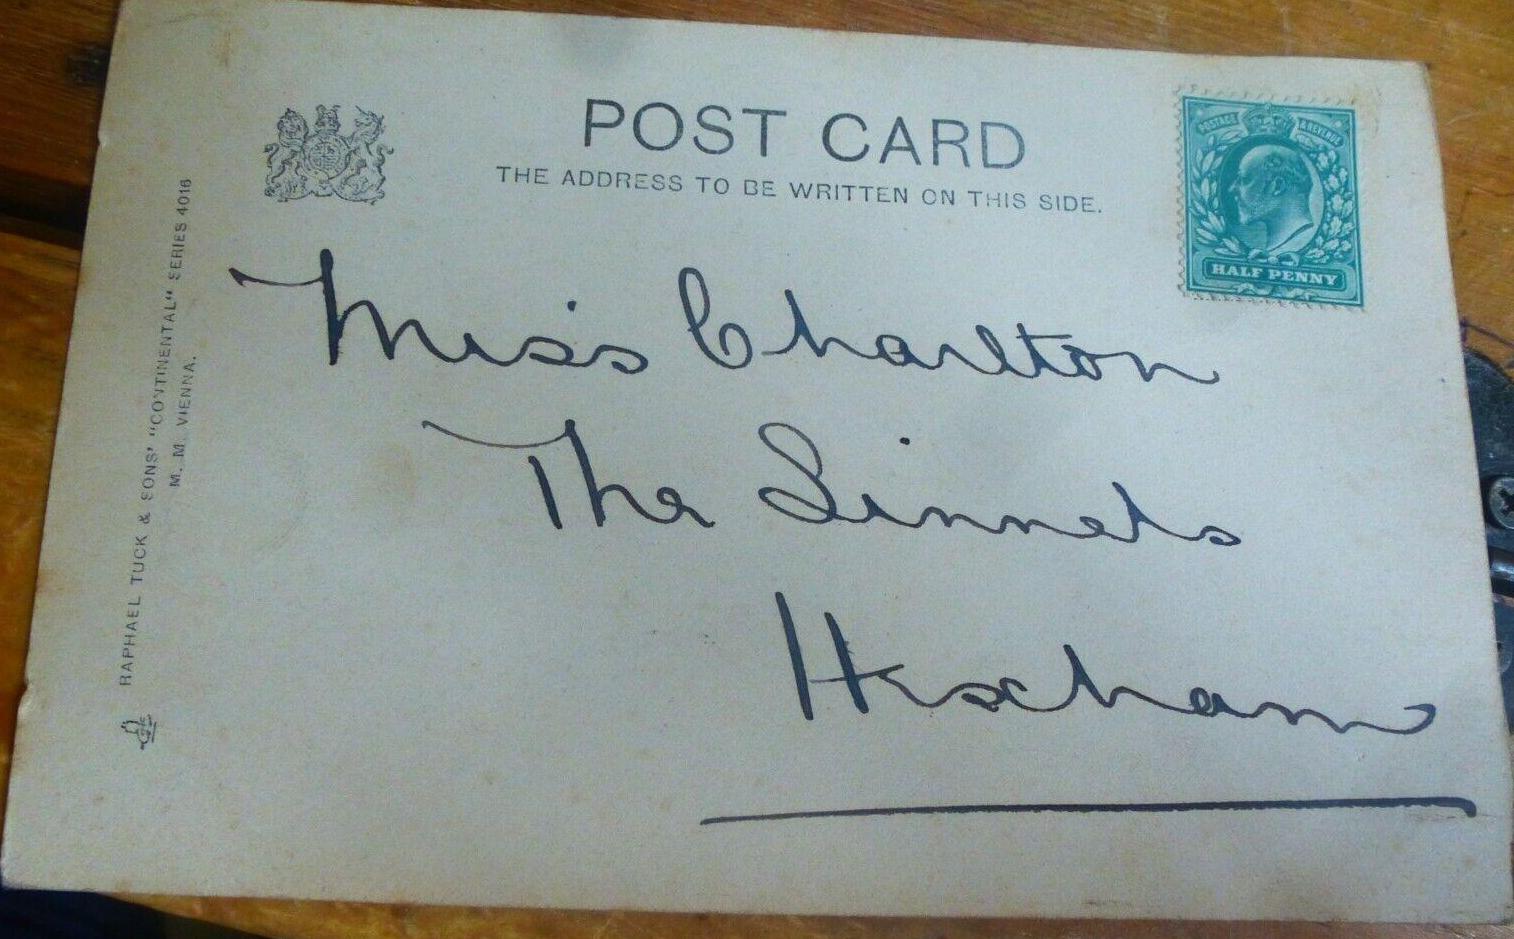 POST CARD
THE ADDRESS TO BE WRITTEN ON THIS SIDE.
POSTAGE & REVENUE
HALF PENNY
Miss Charlton
The Linnets
Hexham
RAPHAEL TUCK & SONS' "CONTINENTAL" SERIES 4016
M. M. VIENNA.